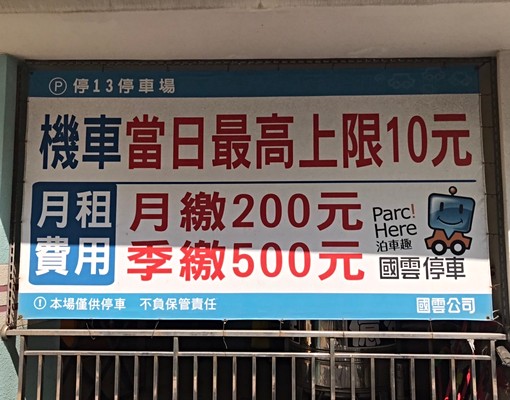 Ⓟ 停13停車場
機車當日最高上限10元
月租費用
月繳200元
季繳500元
Parc!
Here
泊車趣
國雲停車
! 本場僅供停車 不負保管責任
國雲公司